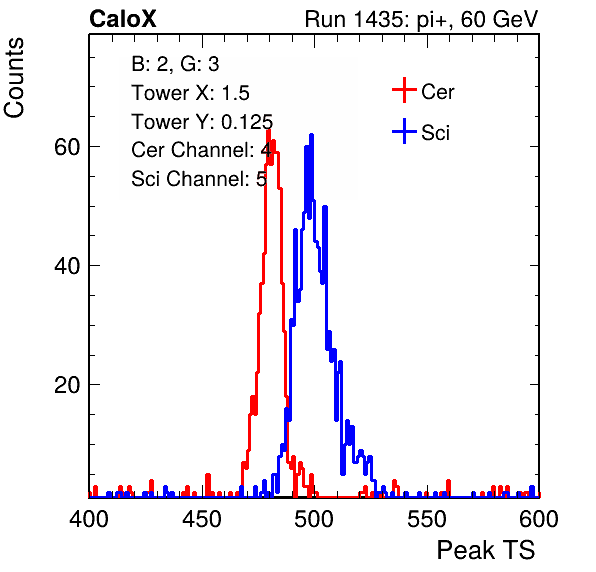 CaloX Run 1435: pi+, 60 GeV
Counts
B: 2, G: 3
Tower X: 1.5
Tower Y: 0.125
Cer Channel: 4
Sci Channel: 5
Cer
Sci
60
40
20
400 450 500 550 600
Peak TS